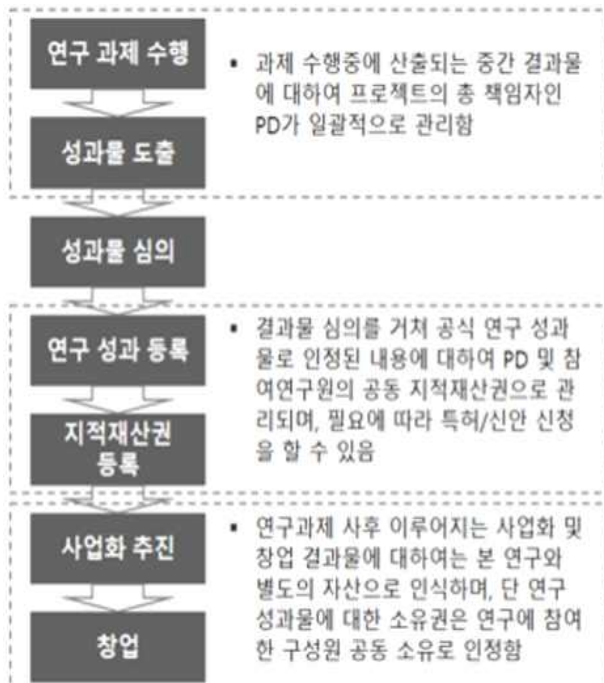 연구 과제 수행
• 과제 수행중에 산출되는 중간 결과물
에 대하여 프로젝트의 총 책임자인
PD가 일괄적으로 관리함
성과물 도출
성과물 심의
연구 성과 등록
• 결과물 심의를 거쳐 공식 연구 성과
물로 인정된 내용에 대하여 PD 및 참
여연구원의 공동 지적재산권으로 관
리되며, 필요에 따라 특허/신안 신청
을 할 수 있음
지적재산권
등록
사업화 추진
• 연구과제 사후 이루어지는 사업화 및
창업 결과물에 대하여는 본 연구와
별도의 자산으로 인식하며, 단 연구
성과물에 대한 소유권은 연구에 참여
한 구성원 공동 소유로 인정함
창업